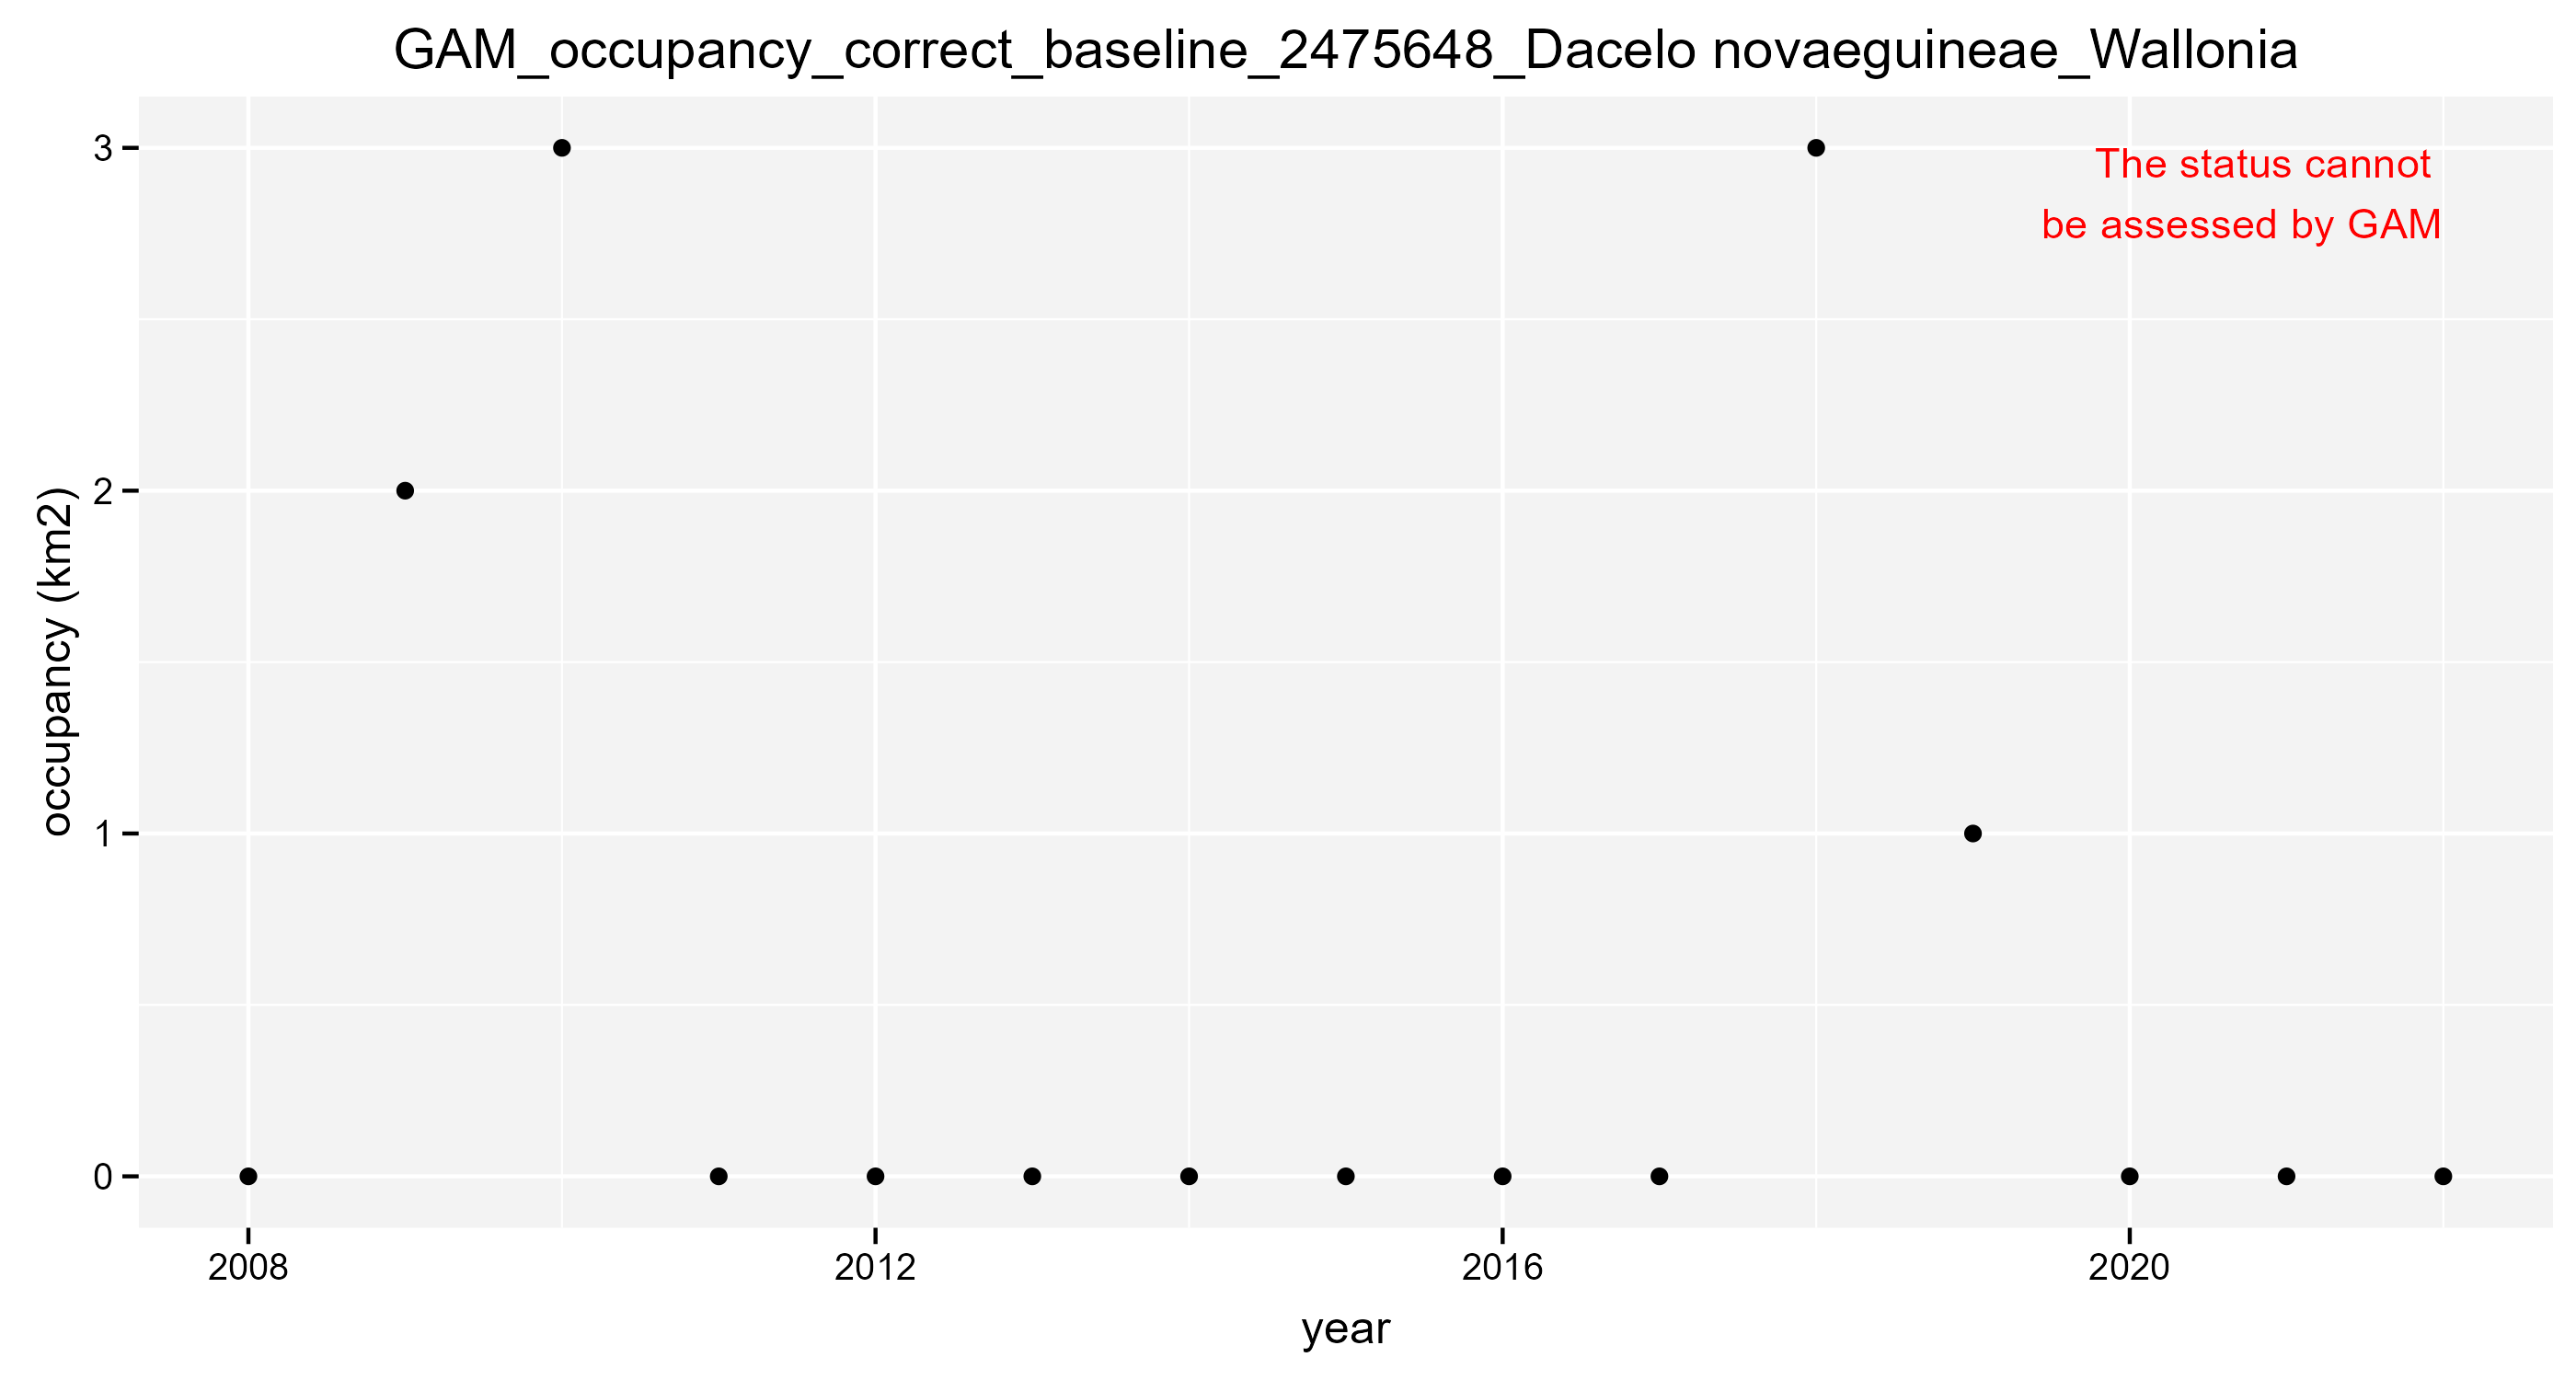 GAM_occupancy_correct_baseline_2475648_Dacelo novaeguineae_Wallonia
The status cannot
be assessed by GAM
occupancy (km2)
3
2
1
0
2008 2012 2016 2020
year